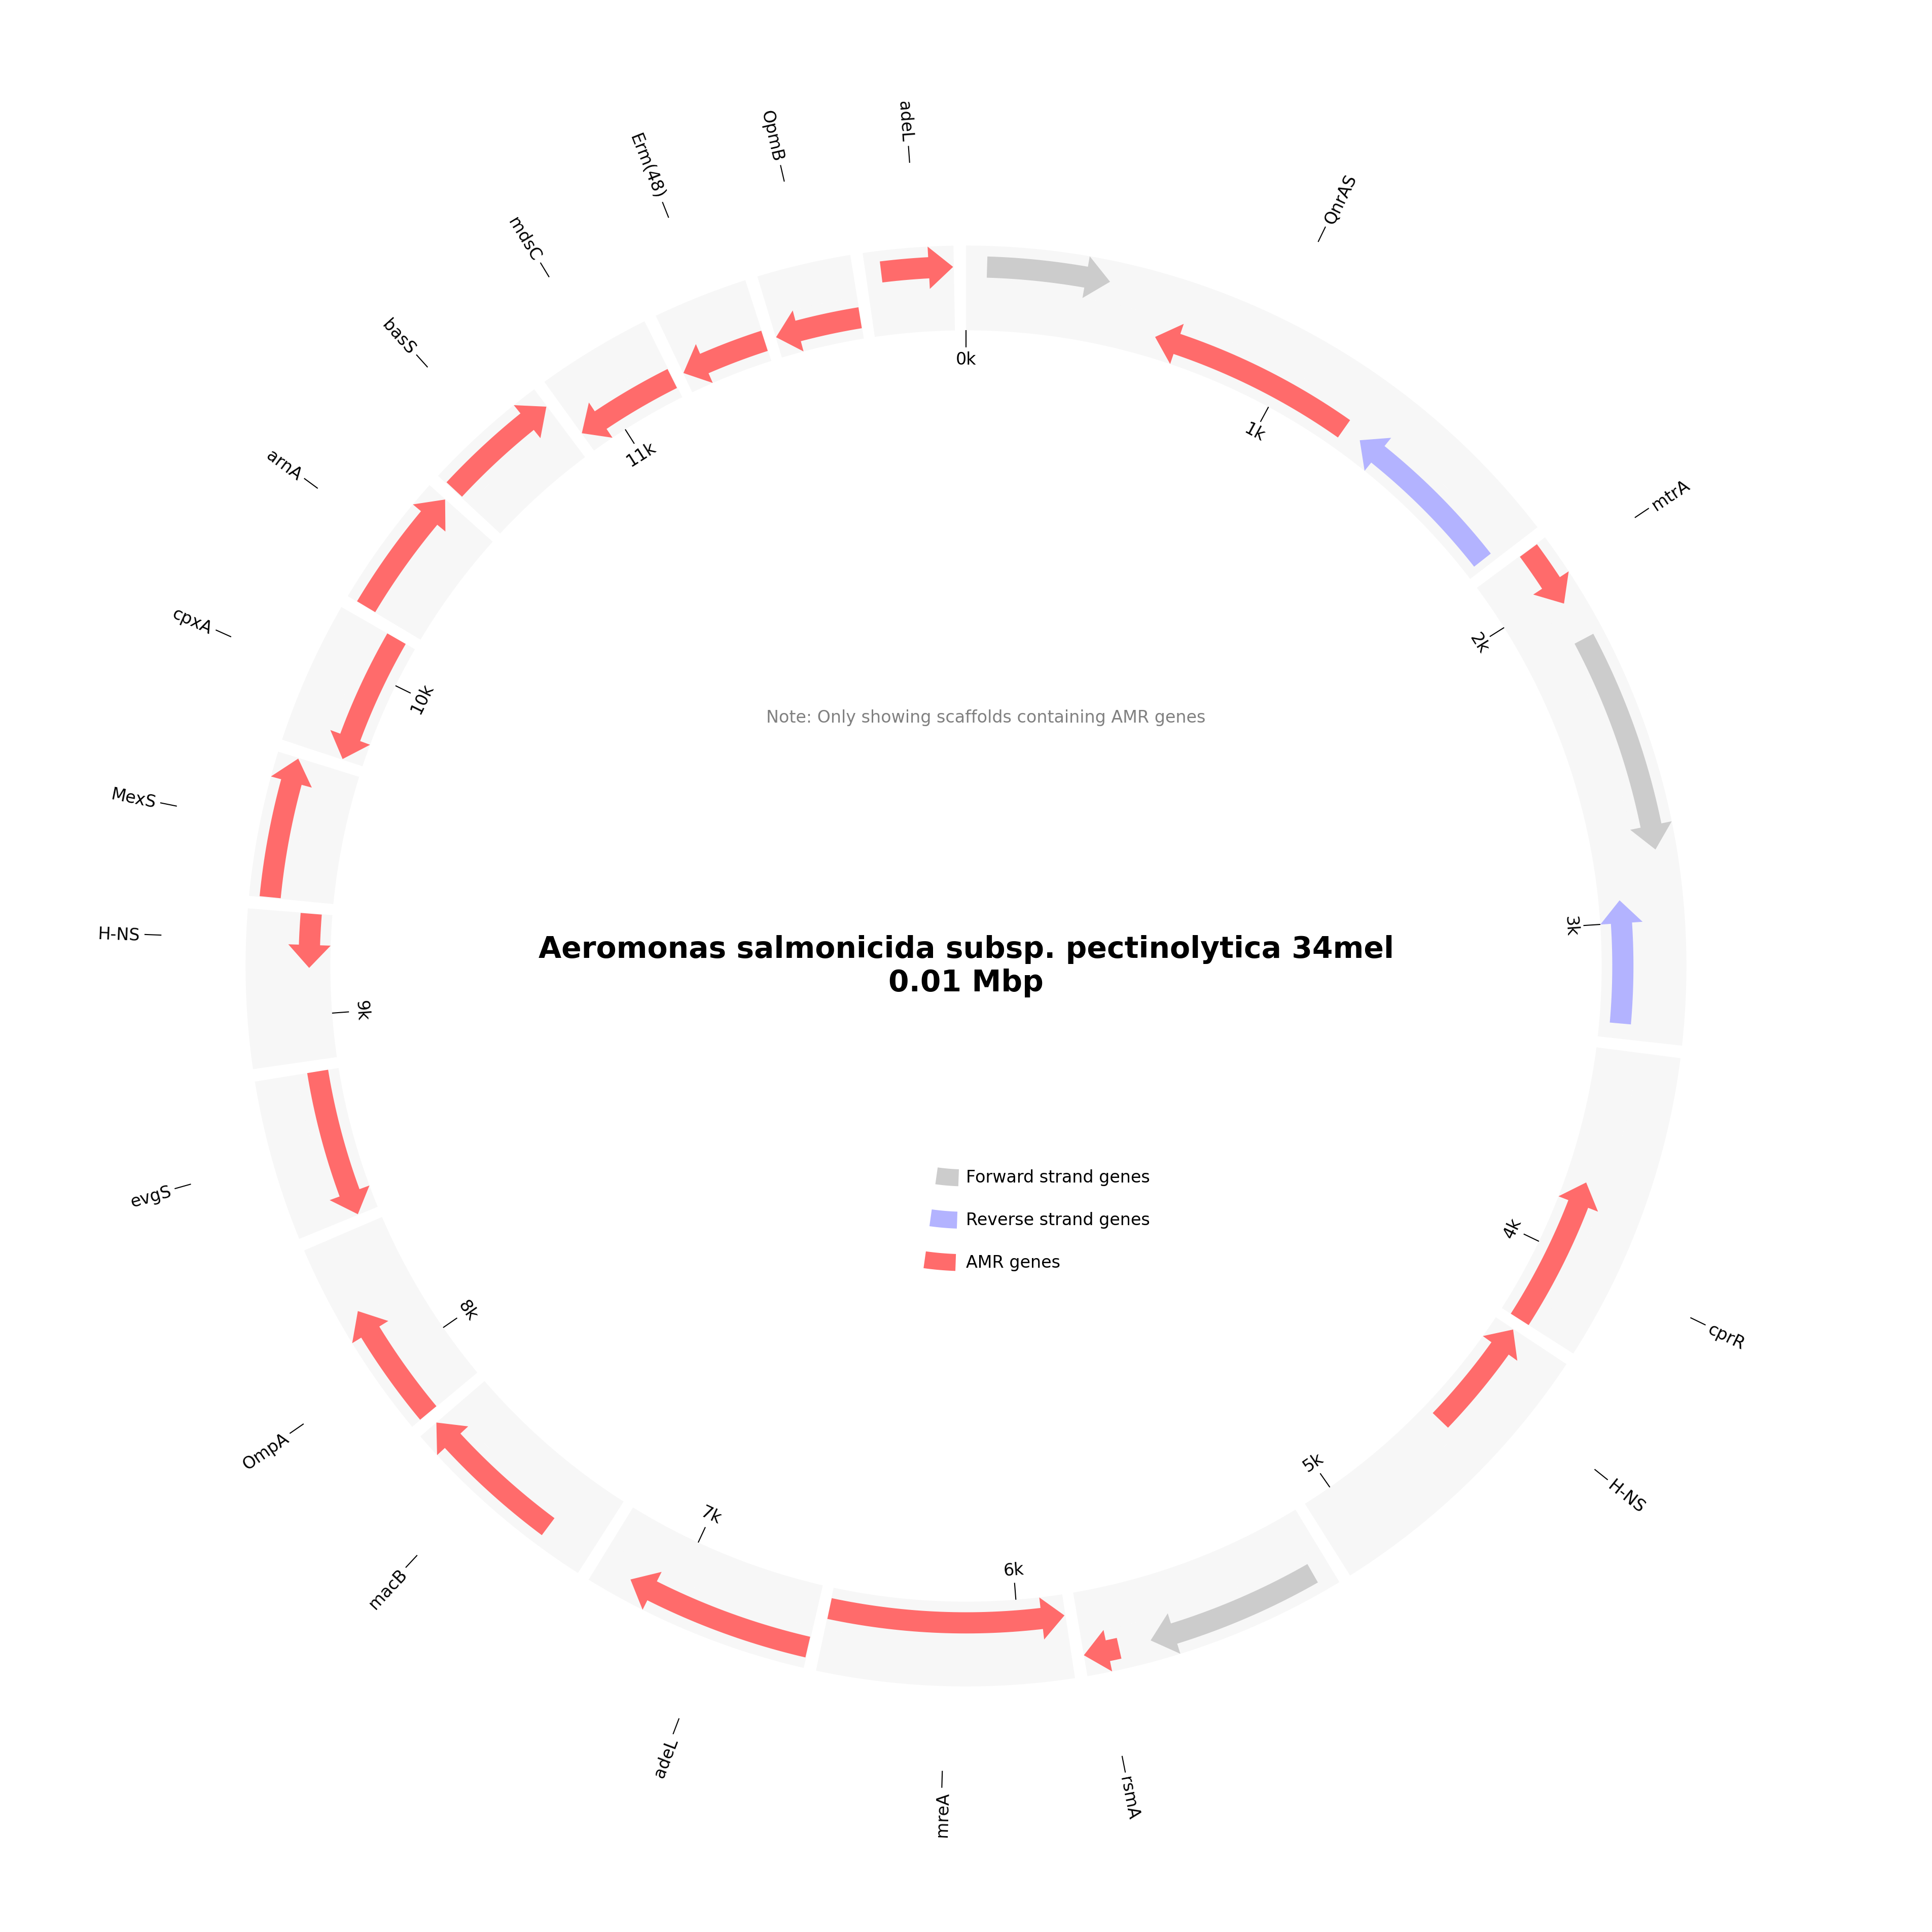 adeL
OpmB
Erm(48)
QnrAS
mdsC
basS
0k
1k
11k
arnA
mtrA
cpxA
2k
10k
Note: Only showing scaffolds containing AMR genes
MexS
H-NS
3k
Aeromonas salmonicida subsp. pectinolytica 34mel
0.01 Mbp
9k
evgS
Forward strand genes
Reverse strand genes
AMR genes
4k
8k
cprR
OmpA
5k
H-NS
7k
6k
macB
adeL
mreA
rsmA